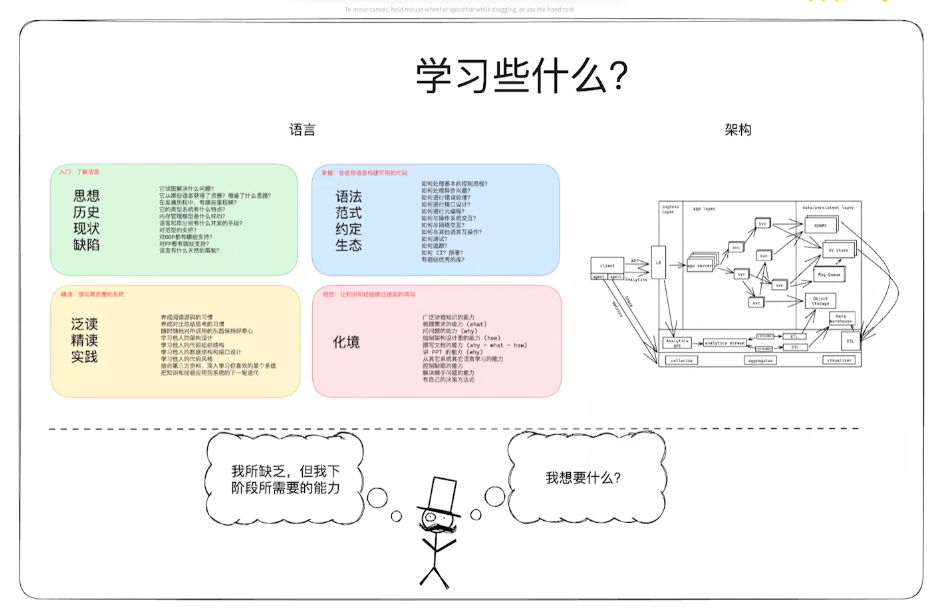 To move canvas, hold mouse wheel or spacebar while dragging, or use the hand tool
学习些什么?
语言
架构
入门：了解语言
思想
历史
现状
缺陷
它试图解决什么问题?
它从哪些语言获得了灵感? 借鉴了什么思路?
在发展历程中，有哪些里程碑?
它的类型系统有什么特点?
内存管理模型是什么样的?
语言和库分别有什么并发的手段?
对范型的支持?
对OOP都有哪些支持?
对FP都有哪些支持?
语言有什么天然的限制?
掌握：会使用语言构建可用的代码
语法
范式
约定
生态
如何处理基本的控制流程?
如何处理异步问题?
如何进行错误处理?
如何进行接口设计?
如何进行元编程?
如何与操作系统交互?
如何与网络交互?
如何与其他语言互操作?
如何测试?
如何追踪?
如何 CI? 部署?
有哪些优秀的库?
精通：撰写高质量的系统
泛读
精读
实践
养成阅读源码的习惯
养成对比总结思考的习惯
随时随地对所读用的东西保持好奇心
学习他人的架构设计
学习他人的代码组织结构
学习他人的数据结构和接口设计
学习他人的代码风格
结合第三方资料，深入学习你喜欢的某个系统
把知识和经验应用到系统的下一轮迭代
化境
广泛涉猎知识的能力
梳理需求的能力 (what)
问问题的能力 (why)
绘制架构设计图的能力 (how)
撰写文档的能力 (why - what - how)
讲 PPT 的能力 (why)
从其它系统其它语言学习的能力
控制缺陷的能力
解决棘手问题的能力
有自己的决策方法论
ingress layer
app layer
data/persistent layer
client
agent
agent
API
Analytics
LB
app server
svc
svc
svc
svc
svc
svc
RDBMS
KV store
Msg Queue
Object Storage
Data Warehouse
ETL
Analytics API
analytics stream
ETL
ETL
collector
aggregator
visualizer
我所缺乏，但我下
阶段所需要的能力
我想要什么?